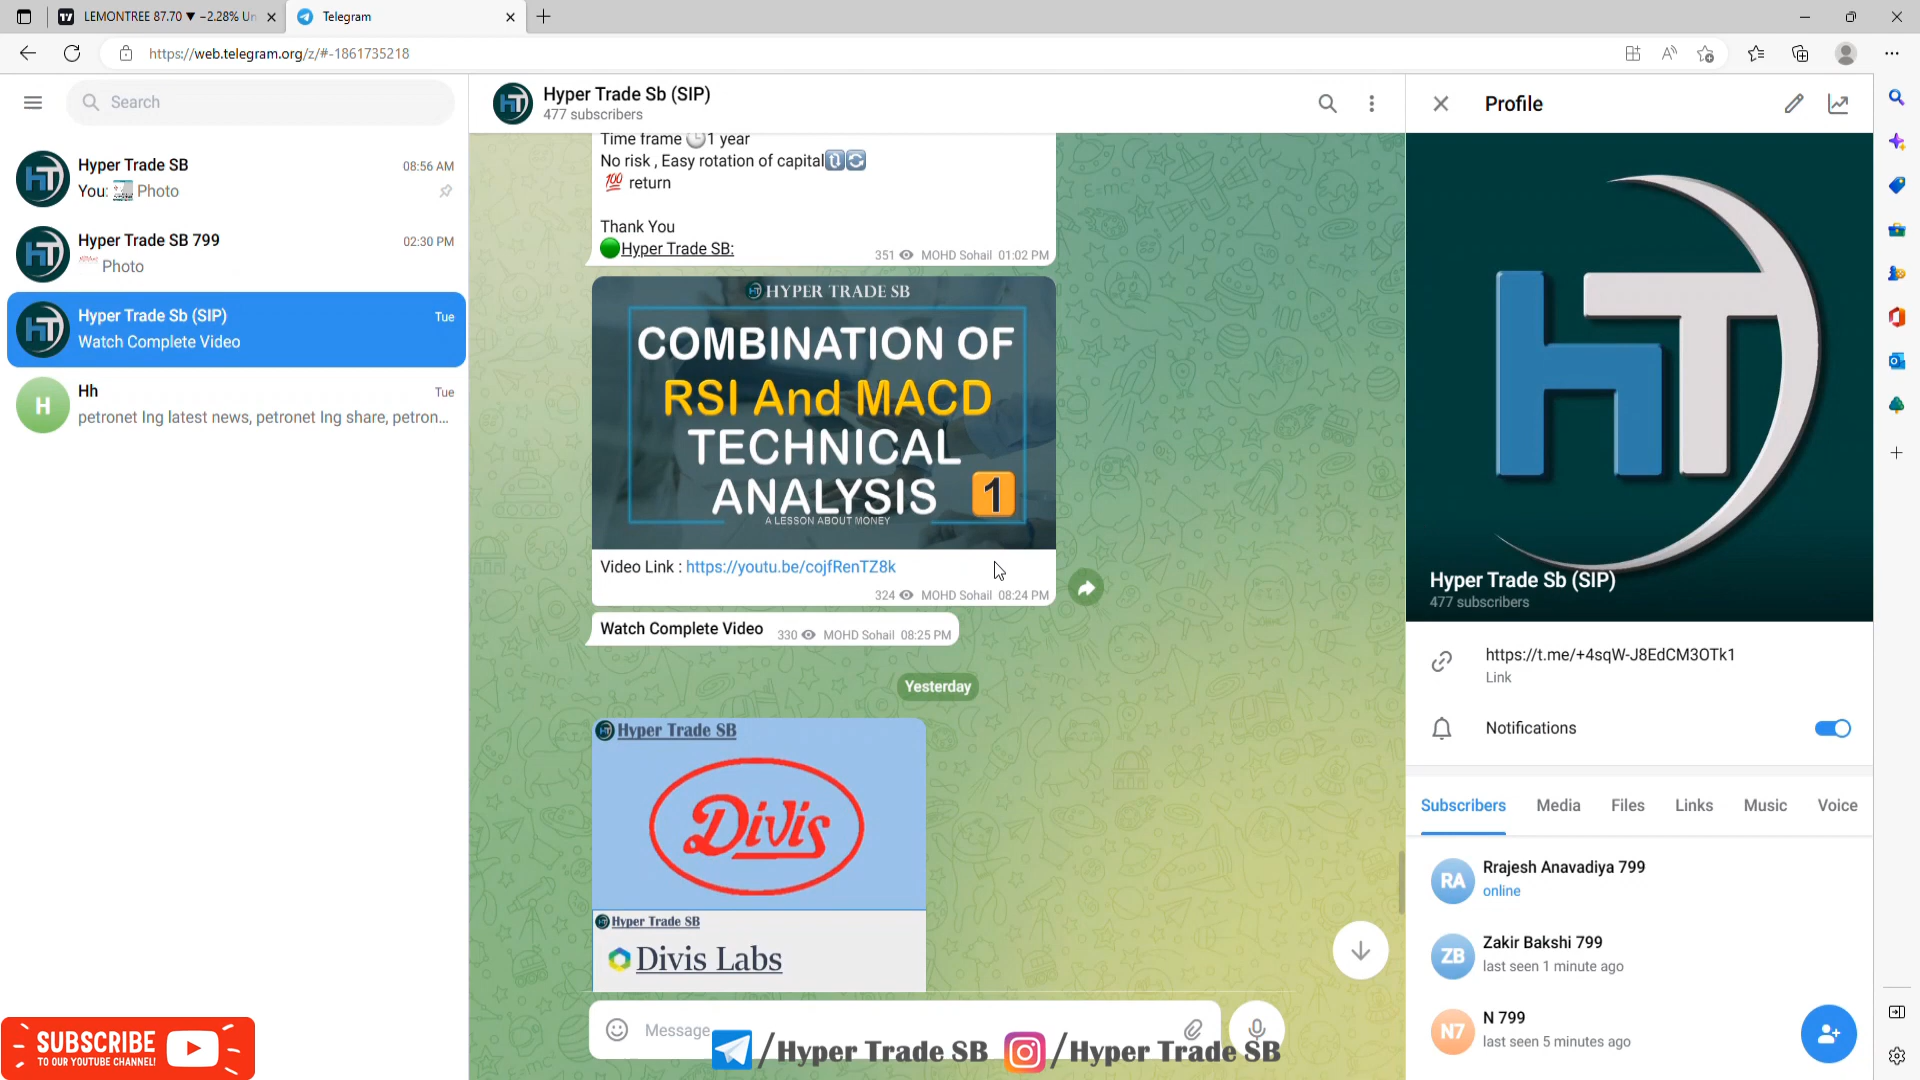 LEMONTREE 87.70 ▼ −2.28% Un
Telegram
https://web.telegram.org/z/#-1861735218
Search
Hyper Trade SB
08:56 AM
You: Photo
Hyper Trade SB 799
02:30 PM
Photo
Hyper Trade Sb (SIP)
Tue
Watch Complete Video
H
Hh
Tue
petronet lng latest news, petronet lng share, petron...
Hyper Trade Sb (SIP)
477 subscribers
Time frame 🕒1 year
No risk , Easy rotation of capital🔃🔄
💯 return
Thank You
🟢Hyper Trade SB:
351 MOHD Sohail 01:02 PM
HYPER TRADE SB
COMBINATION OF
RSI And MACD
TECHNICAL
ANALYSIS 1
A LESSON ABOUT MONEY
Video Link : https://youtu.be/cojfRenTZ8k
324 MOHD Sohail 08:24 PM
Watch Complete Video 330 MOHD Sohail 08:25 PM
Yesterday
Hyper Trade SB
Divis
Hyper Trade SB
Divis Labs
Message
/Hyper Trade SB /Hyper Trade SB
SUBSCRIBE
TO OUR YOUTUBE CHANNEL!
Profile
hT
Hyper Trade Sb (SIP)
477 subscribers
https://t.me/+4sqW-J8EdCM3OTk1
Link
Notifications
Subscribers Media Files Links Music Voice
RA
Rrajesh Anavadiya 799
online
ZB
Zakir Bakshi 799
last seen 1 minute ago
N7
N 799
last seen 5 minutes ago